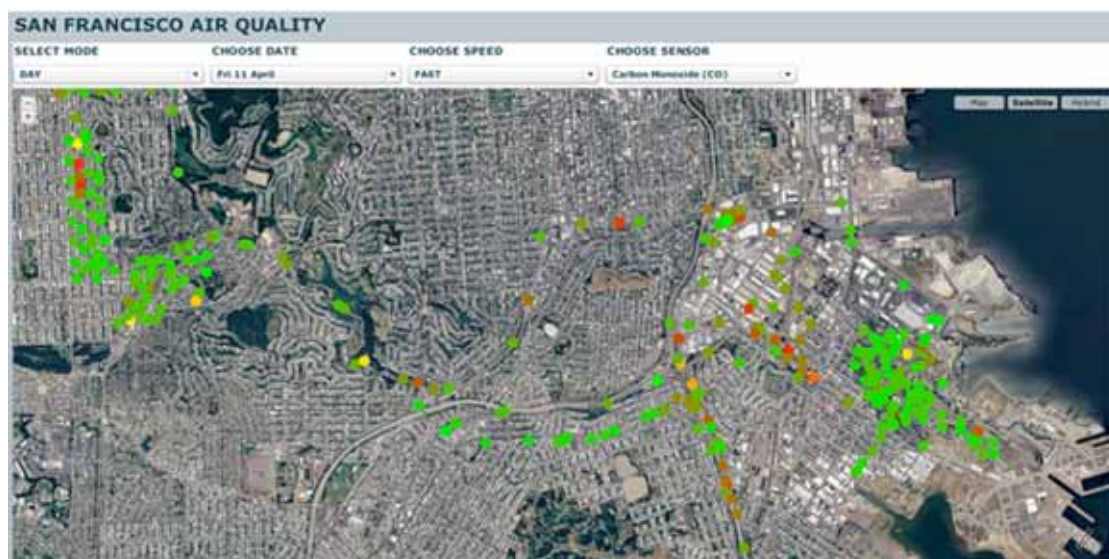 SAN FRANCISCO AIR QUALITY
SELECT MODE CHOOSE DATE CHOOSE SPEED CHOOSE SENSOR
DAY Fri 11 April FAST Carbon Monoxide (CO)
Map Satellite Hybrid